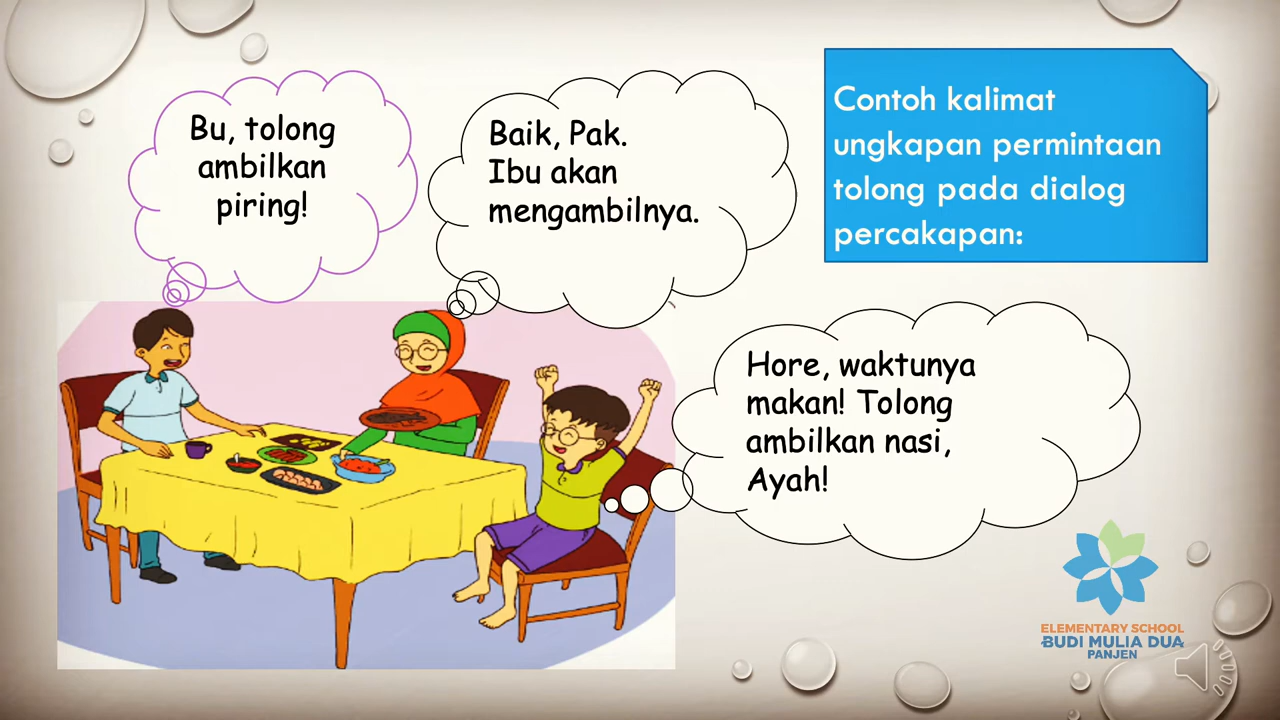 Bu, tolong
ambilkan
piring!
Baik, Pak.
Ibu akan
mengambilnya.
Contoh kalimat
ungkapan permintaan
tolong pada dialog
percakapan:
Hore, waktunya
makan! Tolong
ambilkan nasi,
Ayah!
ELEMENTARY SCHOOL
BUDI MULIA DUA
PANJEN